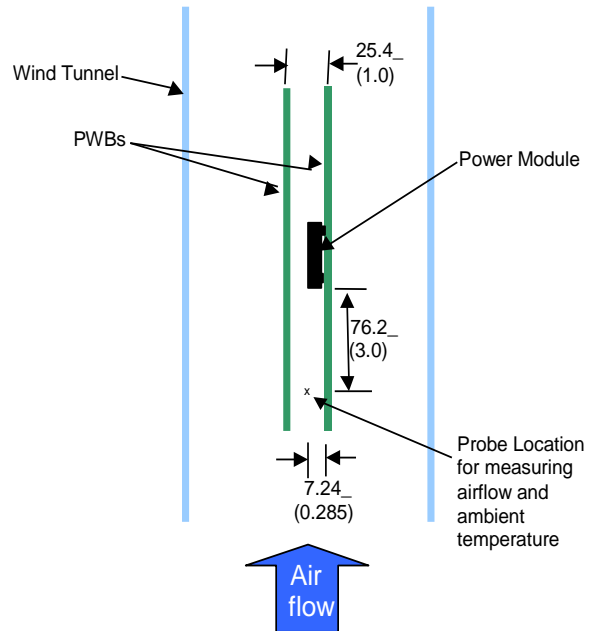 25.4_
(1.0)
Wind Tunnel
PWBs
Power Module
76.2_
(3.0)
x
Probe Location
for measuring
airflow and
ambient
temperature
7.24_
(0.285)
Air
flow